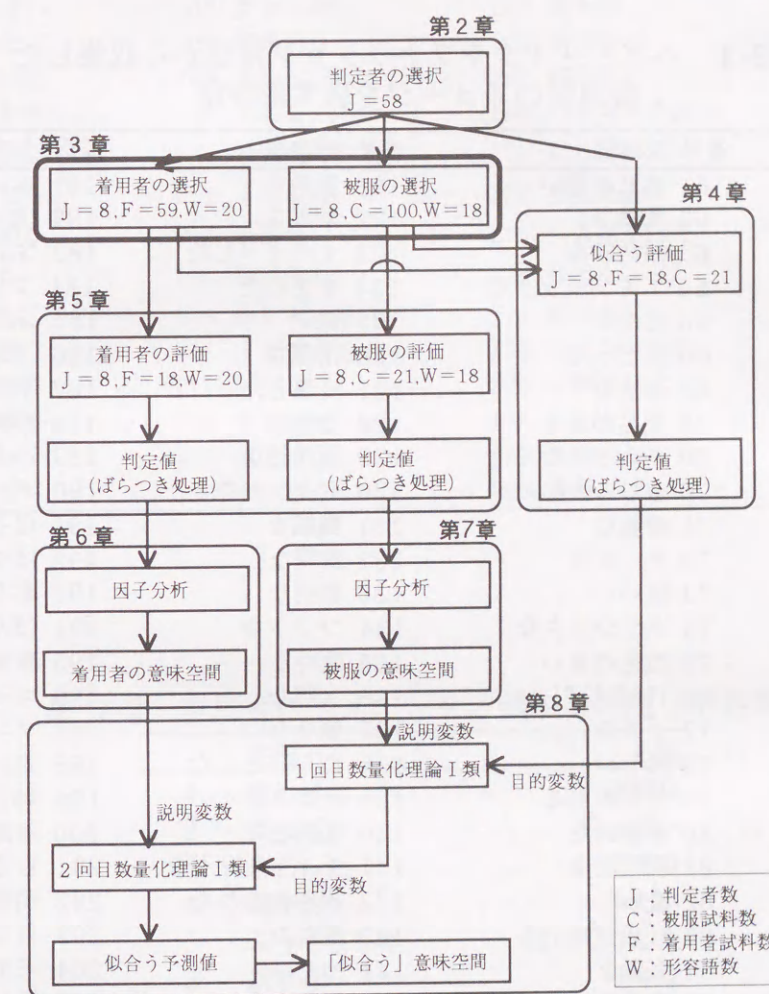 第2章
判定者の選択
J＝58
第3章
着用者の選択
J＝8,F＝59,W＝20
被服の選択
J＝8,C＝100,W＝18
第4章
似合う評価
J＝8,F＝18,C＝21
第5章
着用者の評価
J＝8,F＝18,W＝20
被服の評価
J＝8,C＝21,W＝18
判定値
(ばらつき処理)
判定値
(ばらつき処理)
判定値
(ばらつき処理)
第6章
因子分析
着用者の意味空間
第7章
因子分析
被服の意味空間
第8章
説明変数
1回目数量化理論Ⅰ類
目的変数
説明変数
2回目数量化理論Ⅰ類
目的変数
似合う予測値
「似合う」意味空間
J：判定者数
C：被服試料数
F：着用者試料数
W：形容語数